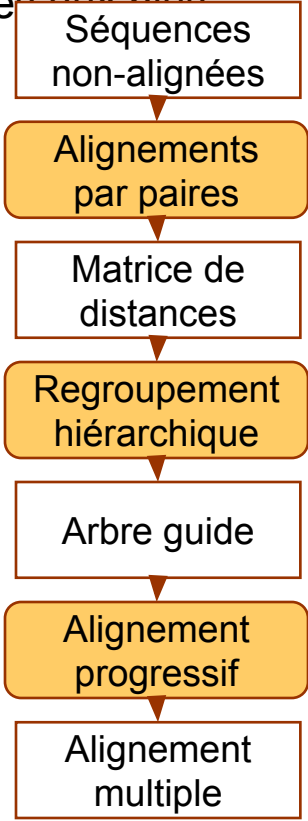 Séquences
non-alignées
Alignements
par paires
Matrice de
distances
Regroupement
hiérarchique
Arbre guide
Alignement
progressif
Alignement
multiple